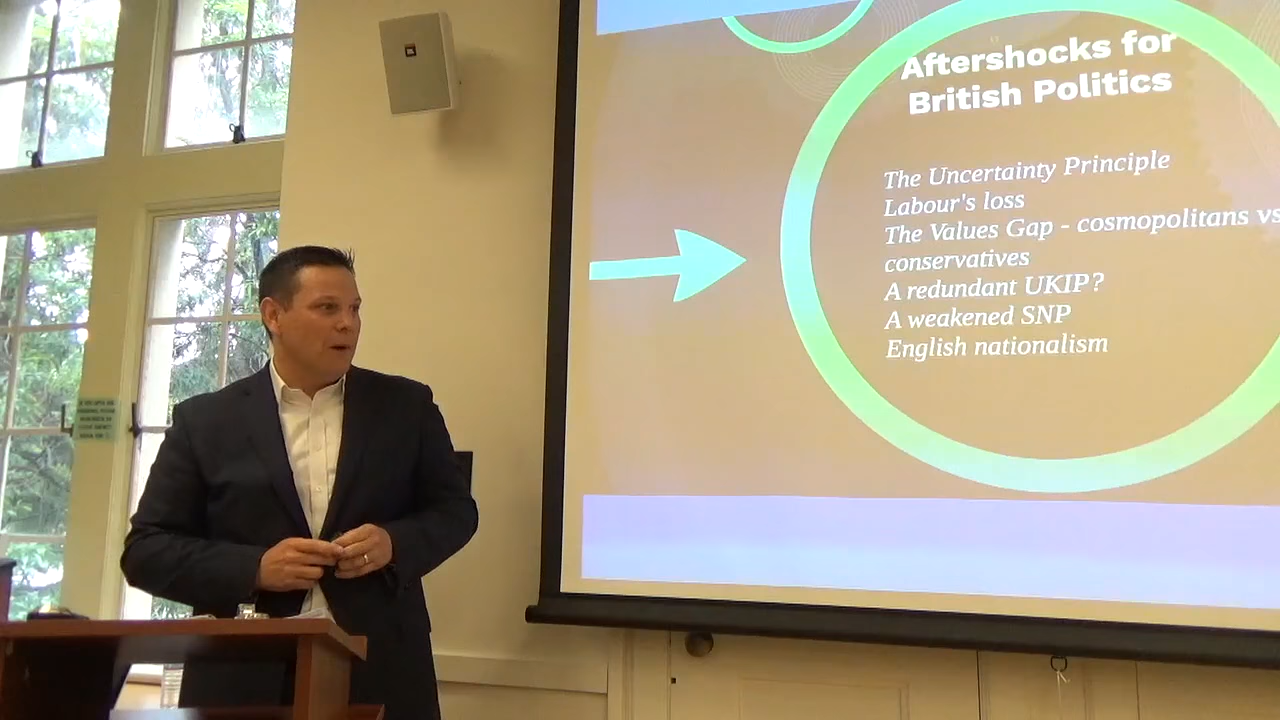 Aftershocks for
British Politics
The Uncertainty Principle
Labour's loss
The Values Gap - cosmopolitans vs
conservatives
A redundant UKIP?
A weakened SNP
English nationalism
JBL